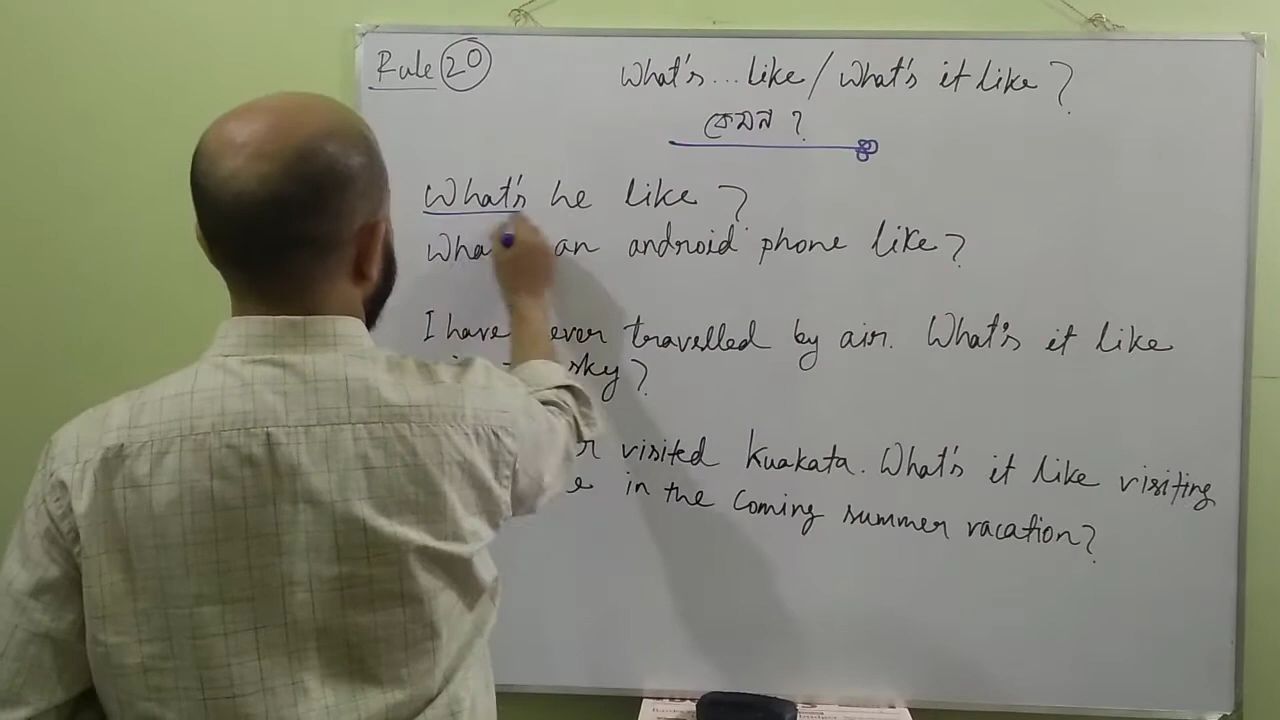 Rule 20
What's...like/What's it like?
কেমন ?
What's he like?
an android phone like?
I have travelled by air. What's it like
sky?
visited Kuakata. What's it like visiting
in the coming summer vacation?